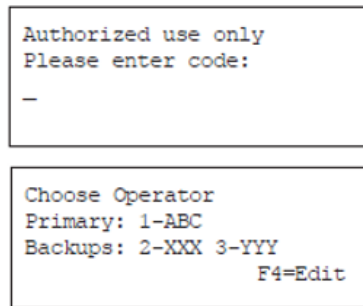 Authorized use only
Please enter code:
_
Choose Operator
Primary: 1-ABC
Backups: 2-XXX 3-YYY
F4=Edit